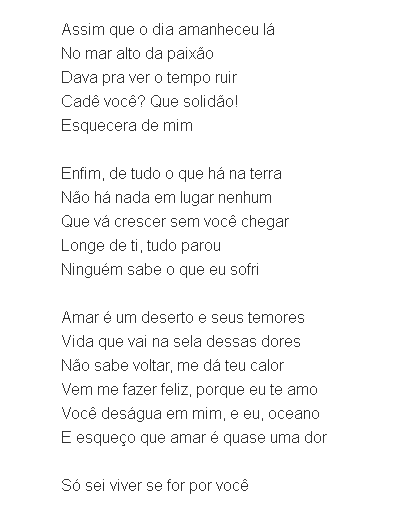 Assim que o dia amanheceu lá
No mar alto da paixão
Dava pra ver o tempo ruir
Cadê você? Que solidão!
Esquecera de mim

Enfim, de tudo o que há na terra
Não há nada em lugar nenhum
Que vá crescer sem você chegar
Longe de ti, tudo parou
Ninguém sabe o que eu sofri

Amar é um deserto e seus temores
Vida que vai na sela dessas dores
Não sabe voltar, me dá teu calor
Vem me fazer feliz, porque eu te amo
Você deságua em mim, e eu, oceano
E esqueço que amar é quase uma dor

Só sei viver se for por você